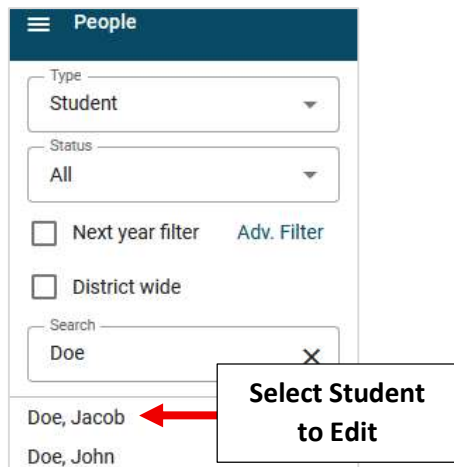 People
Type
Student
Status
All
Next year filter Adv. Filter
District wide
Search
Doe
Select Student
to Edit
Doe, Jacob
Doe, John